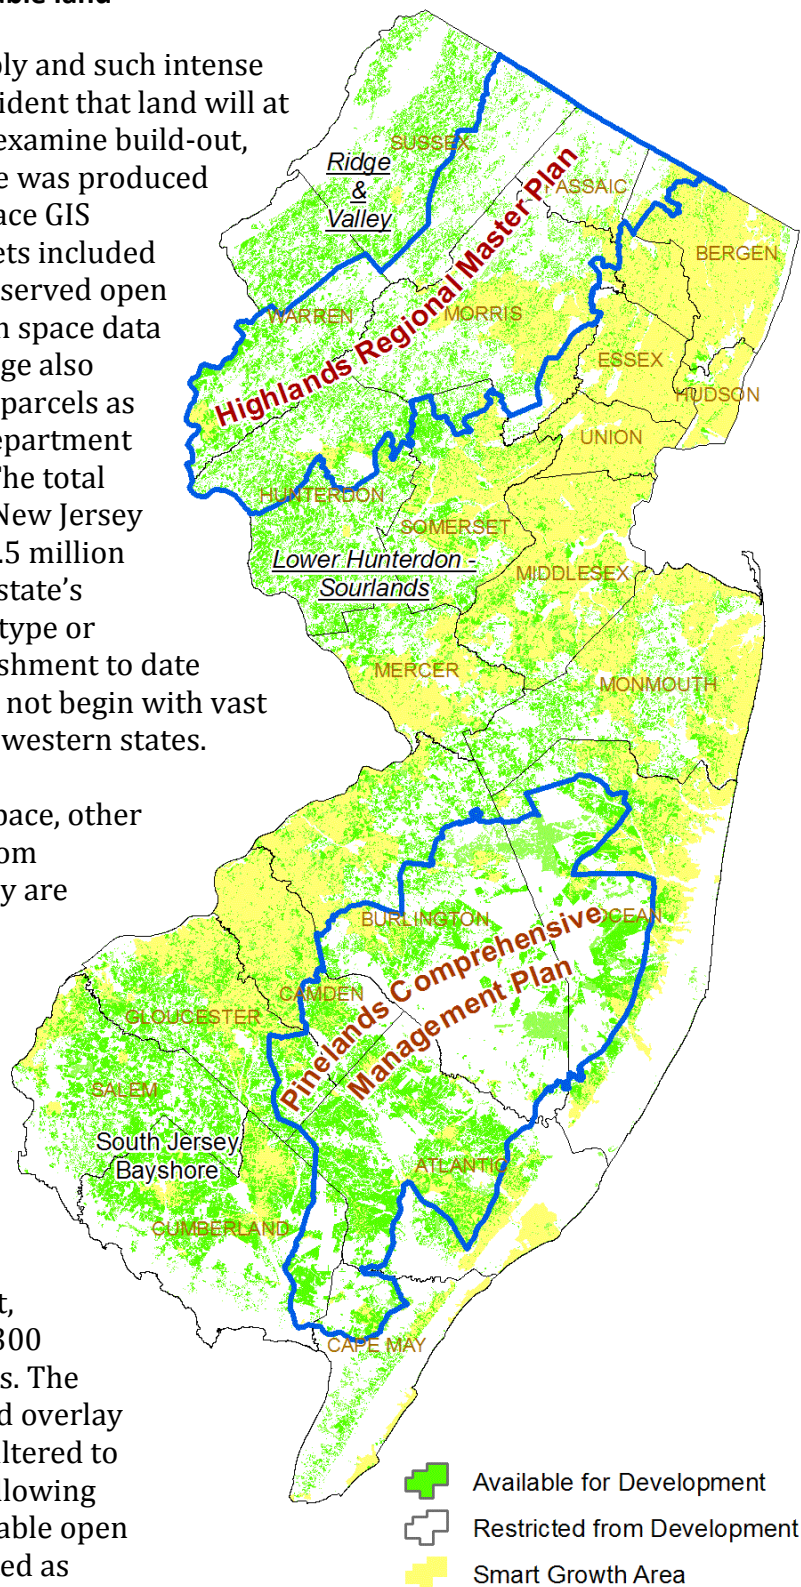 ply and such intense
ident that land will at
examine build-out,
e was produced
ace GIS
ets included
served open
n space data
ge also
parcels as
epartment
The total
New Jersey
.5 million
state's
type or
shment to date
not begin with vast
western states.
pace, other
om
y are
t,
300
s. The
d overlay
ltered to
llowing
able open
ed as
SUSSEX
Ridge
&
Valley
PASSAIC
BERGEN
WARREN
MORRIS
Highlands Regional Master Plan
ESSEX
HUDSON
UNION
HUNTERDON
SOMERSET
Lower Hunterdon -
Sourlands
MIDDLESEX
MERCER
MONMOUTH
BURLINGTON
OCEAN
Pinelands Comprehensive
Management Plan
CAMDEN
GLOUCESTER
SALEM
South Jersey
Bayshore
ATLANTIC
CUMBERLAND
CAPE MAY
Available for Development
Restricted from Development
Smart Growth Area